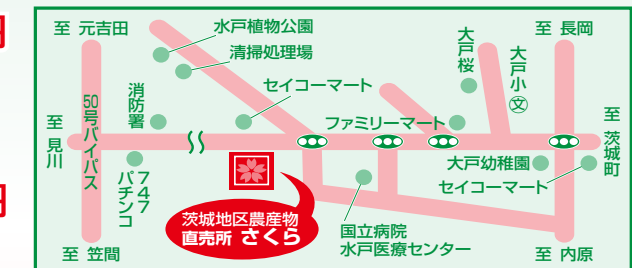 至 元吉田
水戸植物公園
清掃処理場
セイコーマート
大戸桜
大戸小
文
至 長岡
消防署
50号バイパス
至 見川
ファミリーマート
至 茨城町
747
パチンコ
大戸幼稚園
セイコーマート
茨城地区農産物
直売所 さくら
国立病院
水戸医療センター
至 笠間
至 内原